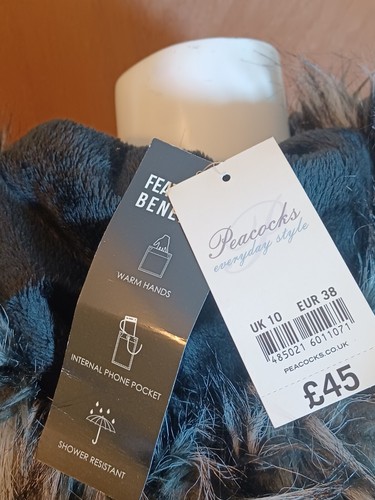 FEA
BENE
WARM HANDS
INTERNAL PHONE POCKET
SHOWER RESISTANT
Peacocks
everyday style
UK 10 EUR 38
485021 6011071
PEACOCKS.CO.UK
£45